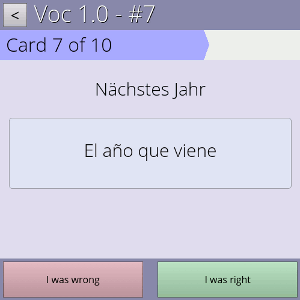 < Voc 1.0 - #7
Card 7 of 10
Nächstes Jahr
El año que viene
I was wrong I was right